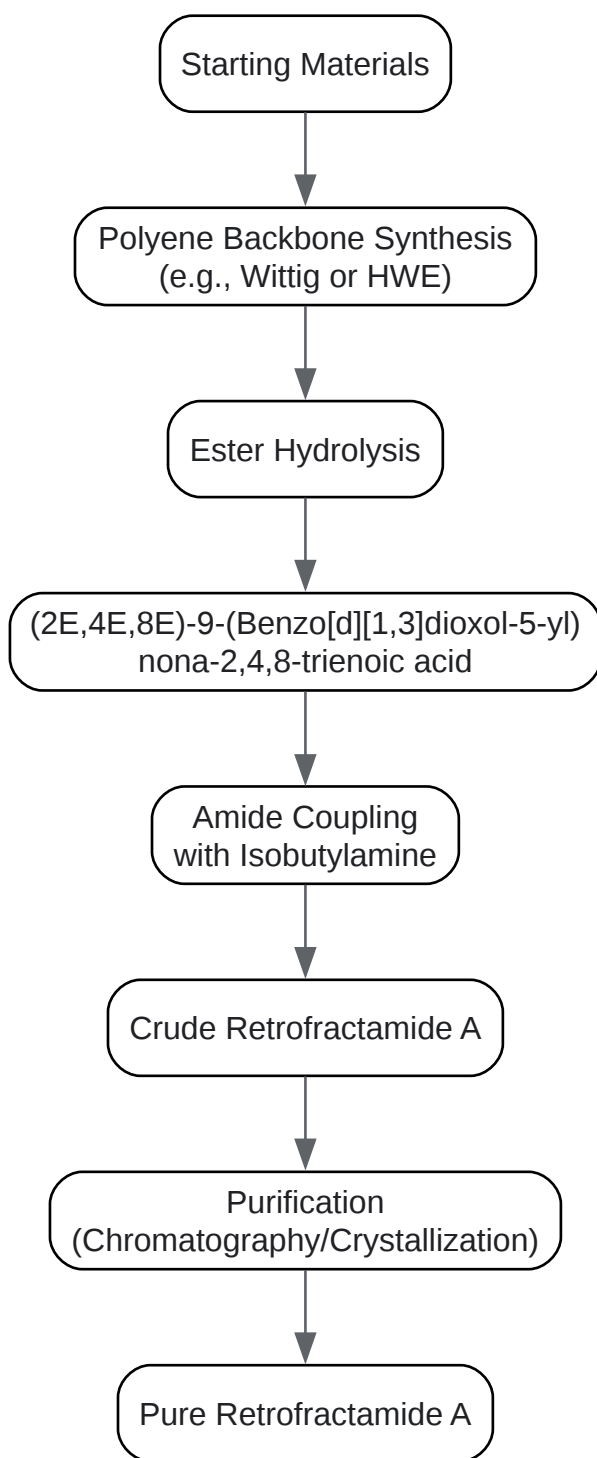 Starting Materials
Polyene Backbone Synthesis
(e.g., Wittig or HWE)
Ester Hydrolysis
(2E,4E,8E)-9-(Benzo[d][1,3]dioxol-5-yl)
nona-2,4,8-trienoic acid
Amide Coupling
with Isobutylamine
Crude Retrofractamide A
Purification
(Chromatography/Crystallization)
Pure Retrofractamide A